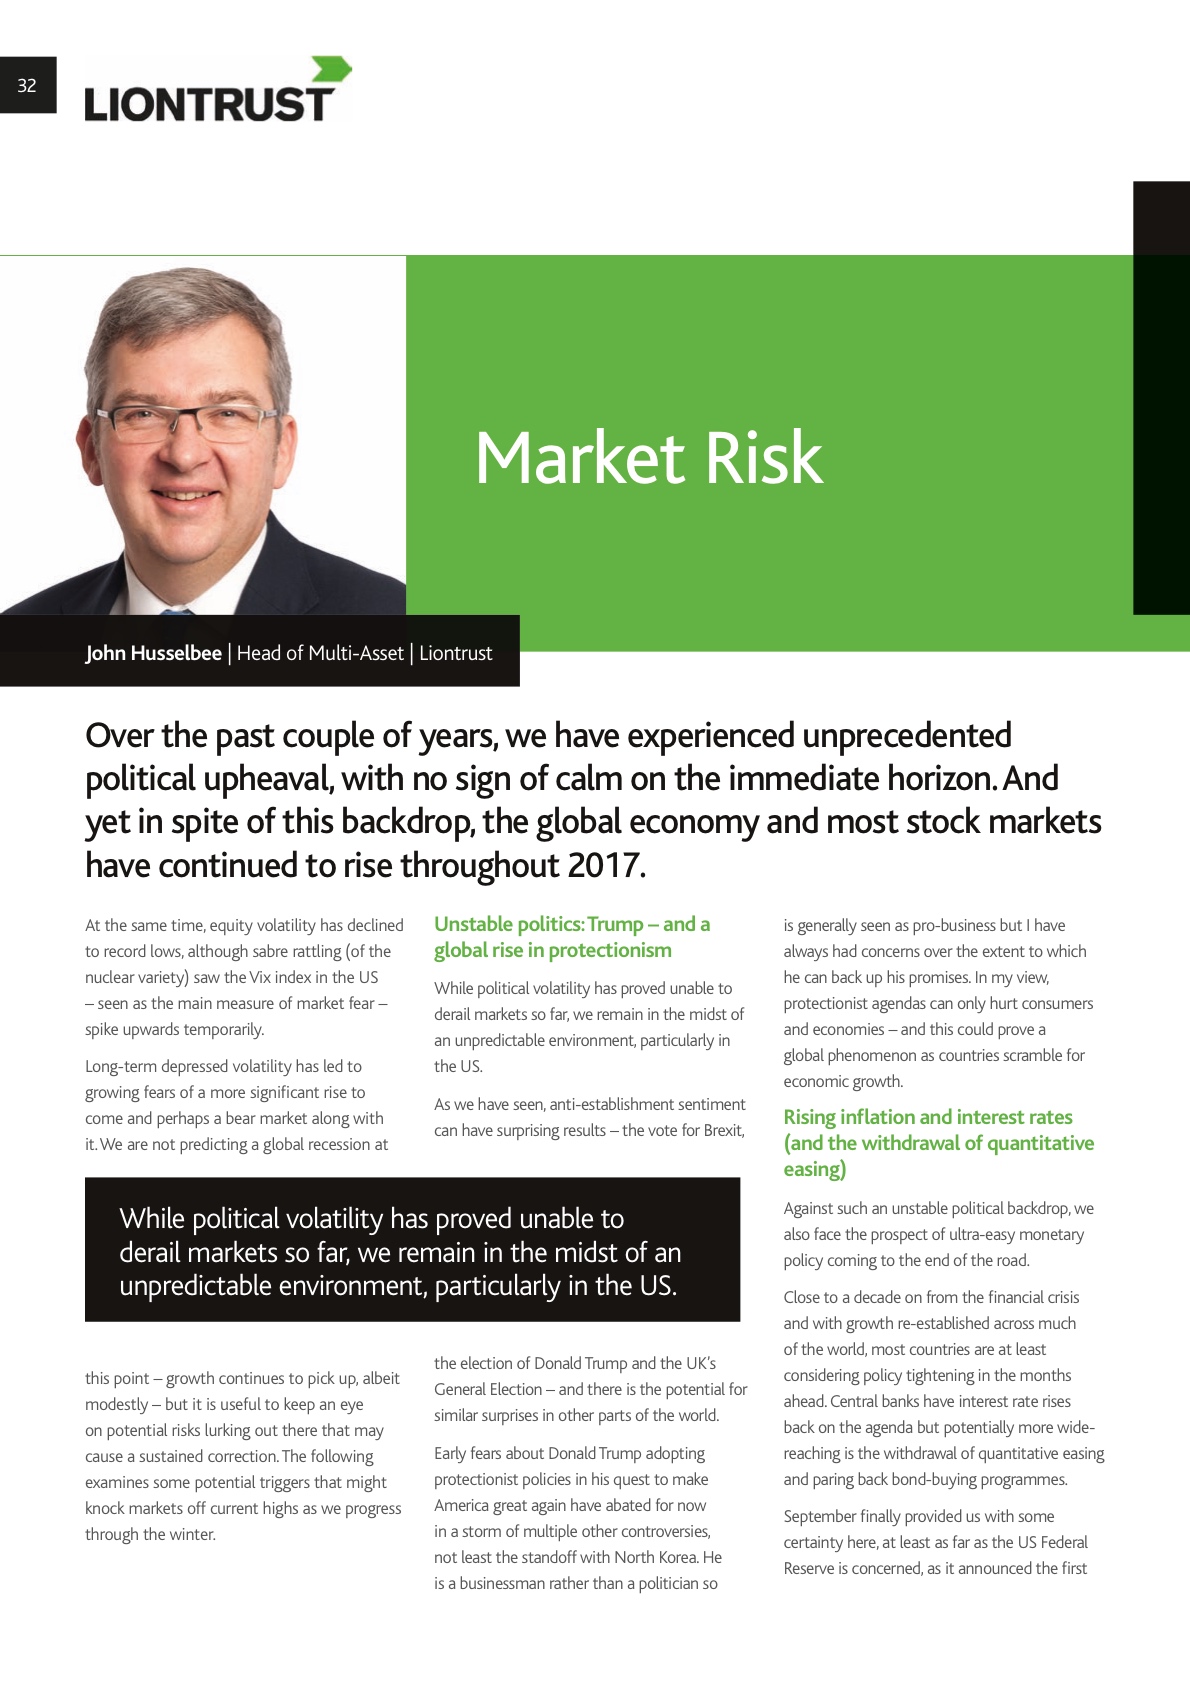 32
LIONTRUST
Market Risk
John Husselbee | Head of Multi-Asset | Liontrust
Over the past couple of years, we have experienced unprecedented
political upheaval, with no sign of calm on the immediate horizon. And
yet in spite of this backdrop, the global economy and most stock markets
have continued to rise throughout 2017.
At the same time, equity volatility has declined
to record lows, although sabre rattling (of the
nuclear variety) saw the Vix index in the US
– seen as the main measure of market fear –
spike upwards temporarily.
Long-term depressed volatility has led to
growing fears of a more significant rise to
come and perhaps a bear market along with
it. We are not predicting a global recession at
this point – growth continues to pick up, albeit
modestly – but it is useful to keep an eye
on potential risks lurking out there that may
cause a sustained correction. The following
examines some potential triggers that might
knock markets off current highs as we progress
through the winter.
Unstable politics: Trump – and a
global rise in protectionism
While political volatility has proved unable to
derail markets so far, we remain in the midst of
an unpredictable environment, particularly in
the US.
As we have seen, anti-establishment sentiment
can have surprising results – the vote for Brexit,
While political volatility has proved unable to
derail markets so far, we remain in the midst of an
unpredictable environment, particularly in the US.
the election of Donald Trump and the UK's
General Election – and there is the potential for
similar surprises in other parts of the world.
Early fears about Donald Trump adopting
protectionist policies in his quest to make
America great again have abated for now
in a storm of multiple other controversies,
not least the standoff with North Korea. He
is a businessman rather than a politician so
is generally seen as pro-business but I have
always had concerns over the extent to which
he can back up his promises. In my view,
protectionist agendas can only hurt consumers
and economies – and this could prove a
global phenomenon as countries scramble for
economic growth.
Rising inflation and interest rates
(and the withdrawal of quantitative
easing)
Against such an unstable political backdrop, we
also face the prospect of ultra-easy monetary
policy coming to the end of the road.
Close to a decade on from the financial crisis
and with growth re-established across much
of the world, most countries are at least
considering policy tightening in the months
ahead. Central banks have interest rate rises
back on the agenda but potentially more wide-
reaching is the withdrawal of quantitative easing
and paring back bond-buying programmes.
September finally provided us with some
certainty here, at least as far as the US Federal
Reserve is concerned, as it announced the first